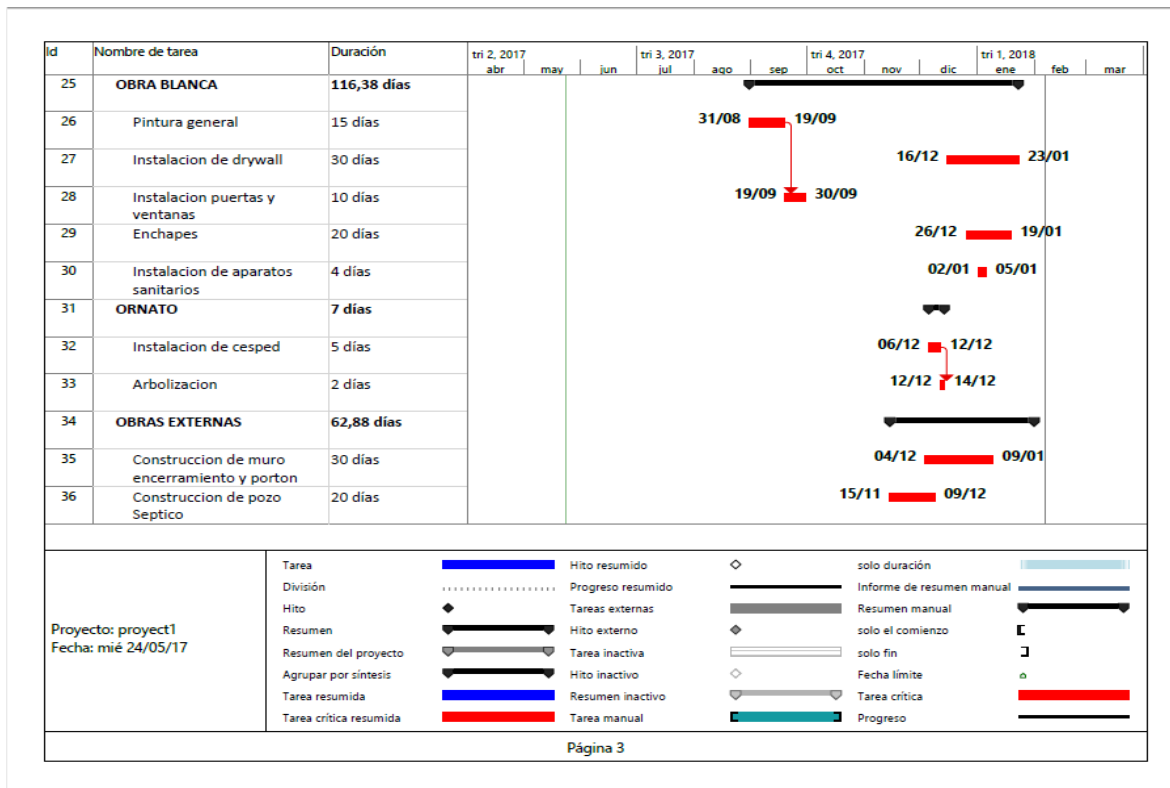 Id Nombre de tarea Duración tri 2, 2017 tri 3, 2017 tri 4, 2017 tri 1, 2018
abr may jun jul ago sep oct nov dic ene feb mar
25 OBRA BLANCA 116,38 días
26 Pintura general 15 días 31/08 19/09
27 Instalacion de drywall 30 días 16/12 23/01
28 Instalacion puertas y 10 días 19/09 30/09
ventanas
29 Enchapes 20 días 26/12 19/01
30 Instalacion de aparatos 4 días 02/01 05/01
sanitarios
31 ORNATO 7 días
32 Instalacion de cesped 5 días 06/12 12/12
33 Arbolizacion 2 días 12/12 14/12
34 OBRAS EXTERNAS 62,88 días
35 Construccion de muro 30 días 04/12 09/01
encerramiento y porton
36 Construccion de pozo 20 días 15/11 09/12
Septico
Proyecto: proyect1
Fecha: mié 24/05/17
Tarea Hito resumido solo duración
División Progreso resumido Informe de resumen manual
Hito Tareas externas Resumen manual
Resumen Hito externo solo el comienzo
Resumen del proyecto Tarea inactiva solo fin
Agrupar por síntesis Hito inactivo Fecha límite
Tarea resumida Resumen inactivo Tarea crítica
Tarea crítica resumida Tarea manual Progreso
Página 3